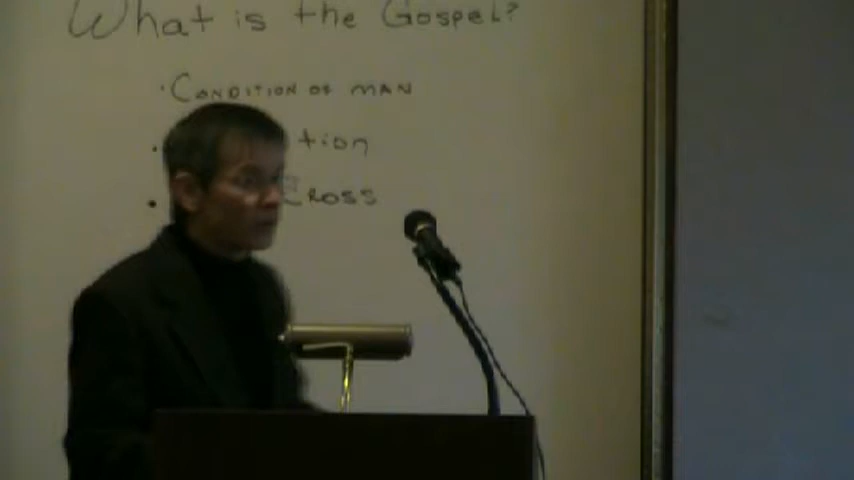 What is the Gospel?
· CONDITION OF MAN
· tion
· CROSS